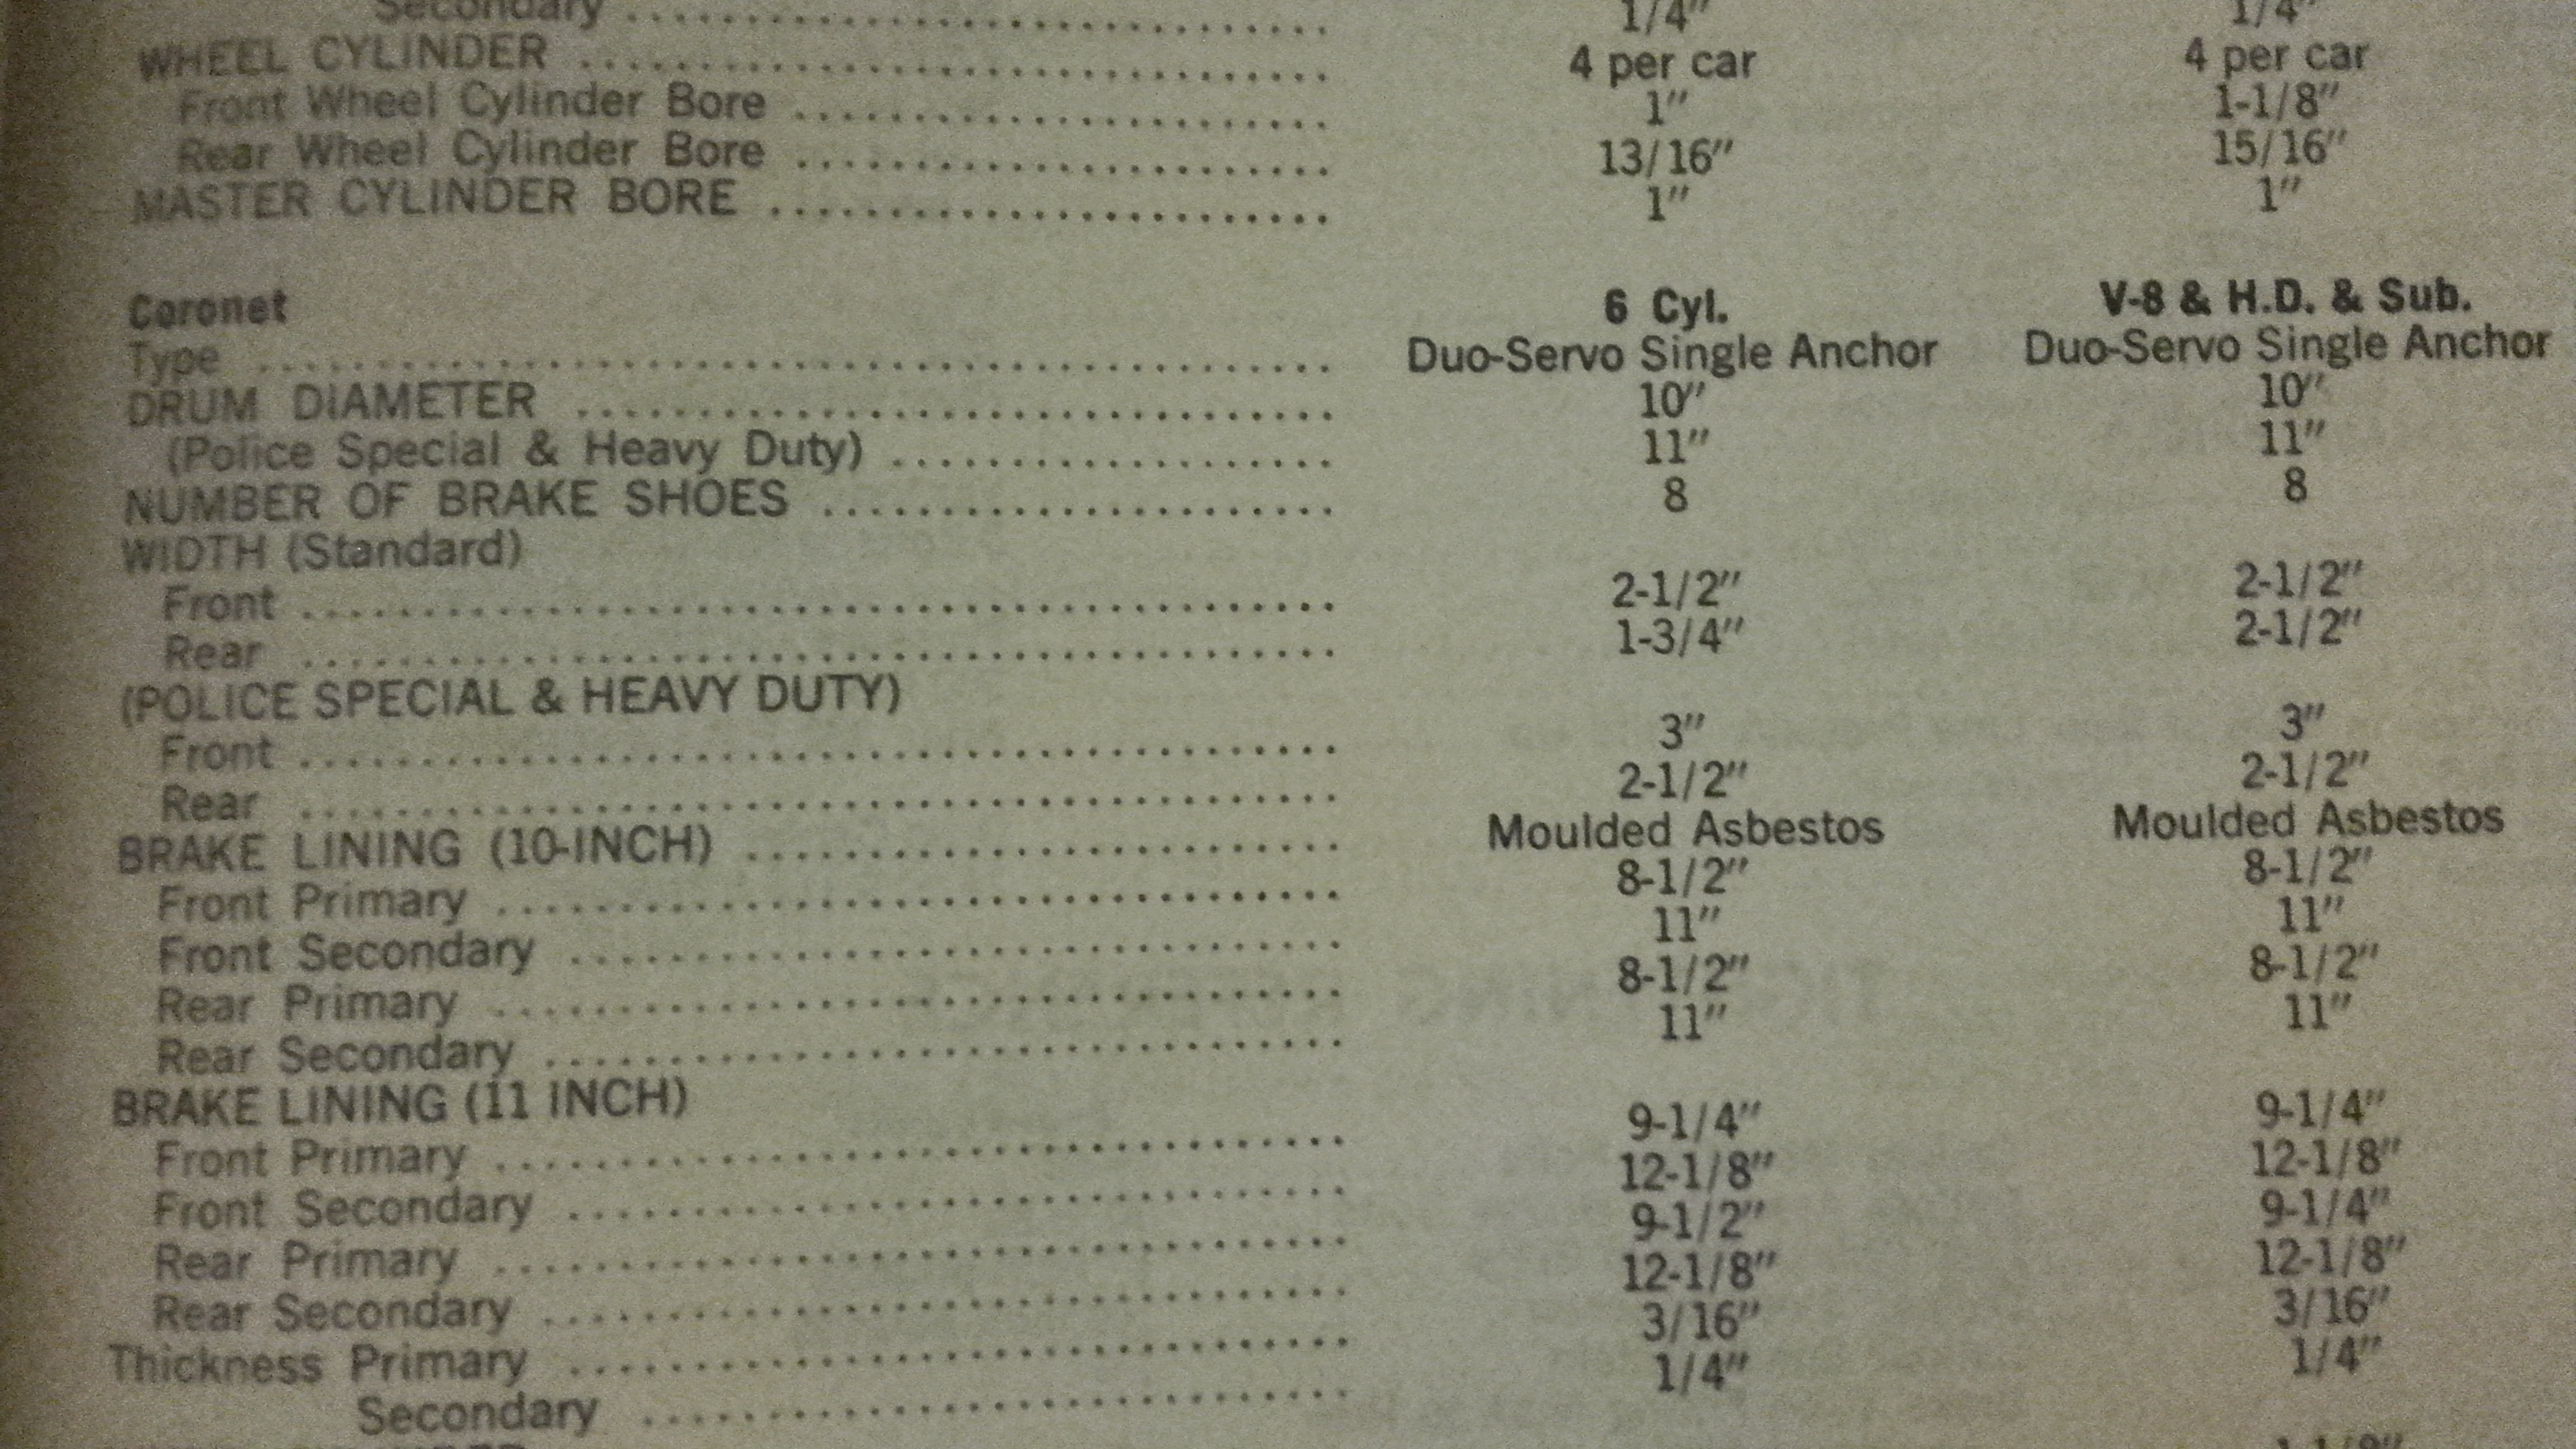 Secondary ........ 1/4" 1/4"
WHEEL CYLINDER ........ 4 per car 4 per car
Front Wheel Cylinder Bore ........ 1" 1-1/8"
Rear Wheel Cylinder Bore ........ 13/16" 15/16"
MASTER CYLINDER BORE ........ 1" 1"
Coronet 6 Cyl. V-8 & H.D. & Sub.
Type ........ Duo-Servo Single Anchor Duo-Servo Single Anchor
DRUM DIAMETER ........ 10" 10"
(Police Special & Heavy Duty) ........ 11" 11"
NUMBER OF BRAKE SHOES ........ 8 8
WIDTH (Standard)
Front ........ 2-1/2" 2-1/2"
Rear ........ 1-3/4" 2-1/2"
(POLICE SPECIAL & HEAVY DUTY)
Front ........ 3" 3"
Rear ........ 2-1/2" 2-1/2"
BRAKE LINING (10-INCH) ........ Moulded Asbestos Moulded Asbestos
Front Primary ........ 8-1/2" 8-1/2"
Front Secondary ........ 11" 11"
Rear Primary ........ 8-1/2" 8-1/2"
Rear Secondary ........ 11" 11"
BRAKE LINING (11 INCH)
Front Primary ........ 9-1/4" 9-1/4"
Front Secondary ........ 12-1/8" 12-1/8"
Rear Primary ........ 9-1/2" 9-1/4"
Rear Secondary ........ 12-1/8" 12-1/8"
Thickness Primary ........ 3/16" 3/16"
Secondary ........ 1/4" 1/4"